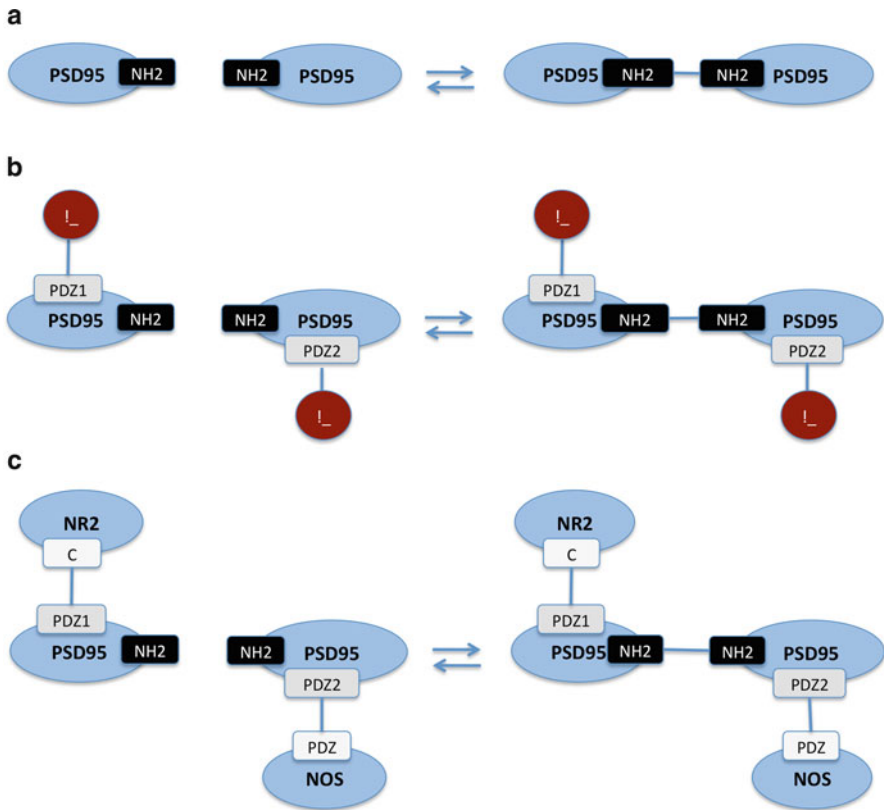 a
PSD95 NH2 NH2 PSD95 PSD95 NH2 NH2 PSD95
b
!_ !_
PDZ1 PDZ1
PSD95 NH2 NH2 PSD95 PSD95 NH2 NH2 PSD95
PDZ2 PDZ2
!_ !_
c
NR2 NR2
C C
PDZ1 PDZ1
PSD95 NH2 NH2 PSD95 PSD95 NH2 NH2 PSD95
PDZ2 PDZ2
PDZ PDZ
NOS NOS